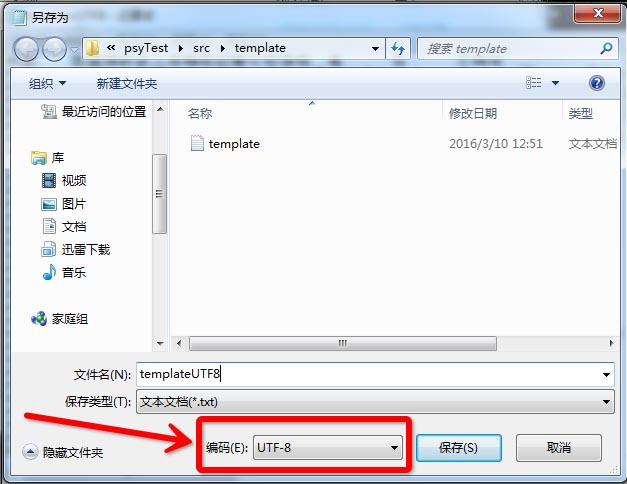 另存为
« psyTest ▸ src ▸ template
搜索 template
组织 新建文件夹
最近访问的位置
库
视频
图片
文档
迅雷下载
音乐
家庭组
名称 修改日期 类型
template 2016/3/10 12:51 文本文档
文件名(N): templateUTF8
保存类型(T): 文本文档(*.txt)
隐藏文件夹 编码(E): UTF-8 保存(S) 取消